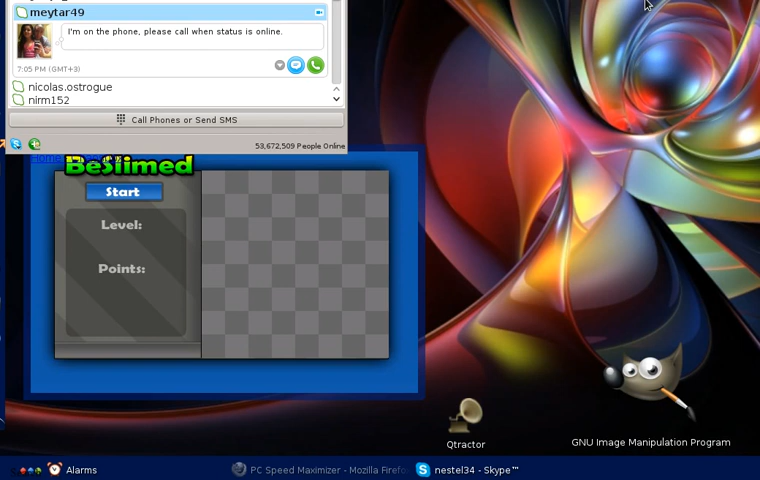 meytar49
I'm on the phone, please call when status is online.
7:05 PM (GMT+3)
nicolas.ostrogue
nirm152
Call Phones or Send SMS
53,672,509 People Online
BeSlimed
Start
Level:
Points:
Qtractor
GNU Image Manipulation Program
Alarms
PC Speed Maximizer - Mozilla Firefo
nestel34 - Skype™